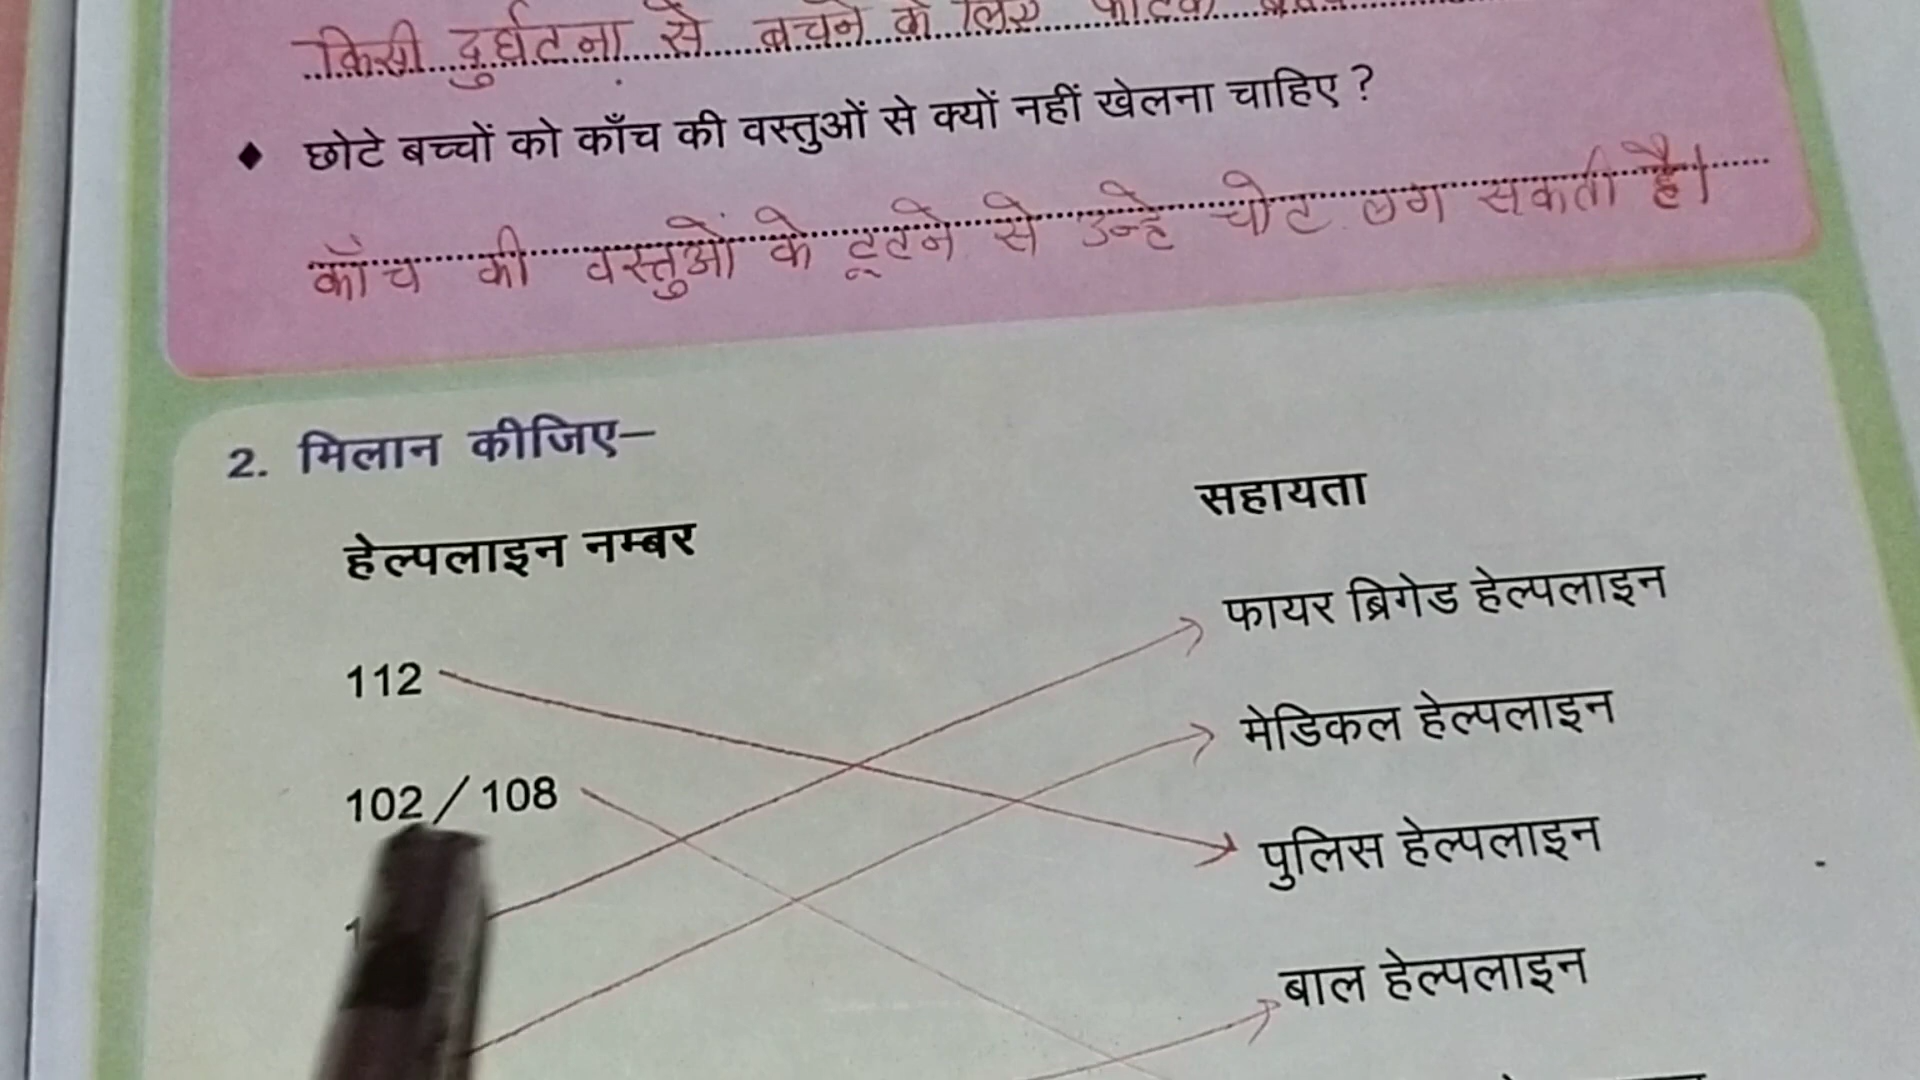 किसी दुर्घटना से बचने के लिए फाटक
◆ छोटे बच्चों को काँच की वस्तुओं से क्यों नहीं खेलना चाहिए ?
काँच की वस्तुओं के टूटने से उन्हे चोट लग सकती है।
2. मिलान कीजिए–
हेल्पलाइन नम्बर सहायता
फायर ब्रिगेड हेल्पलाइन
112
मेडिकल हेल्पलाइन
102 / 108
पुलिस हेल्पलाइन
बाल हेल्पलाइन